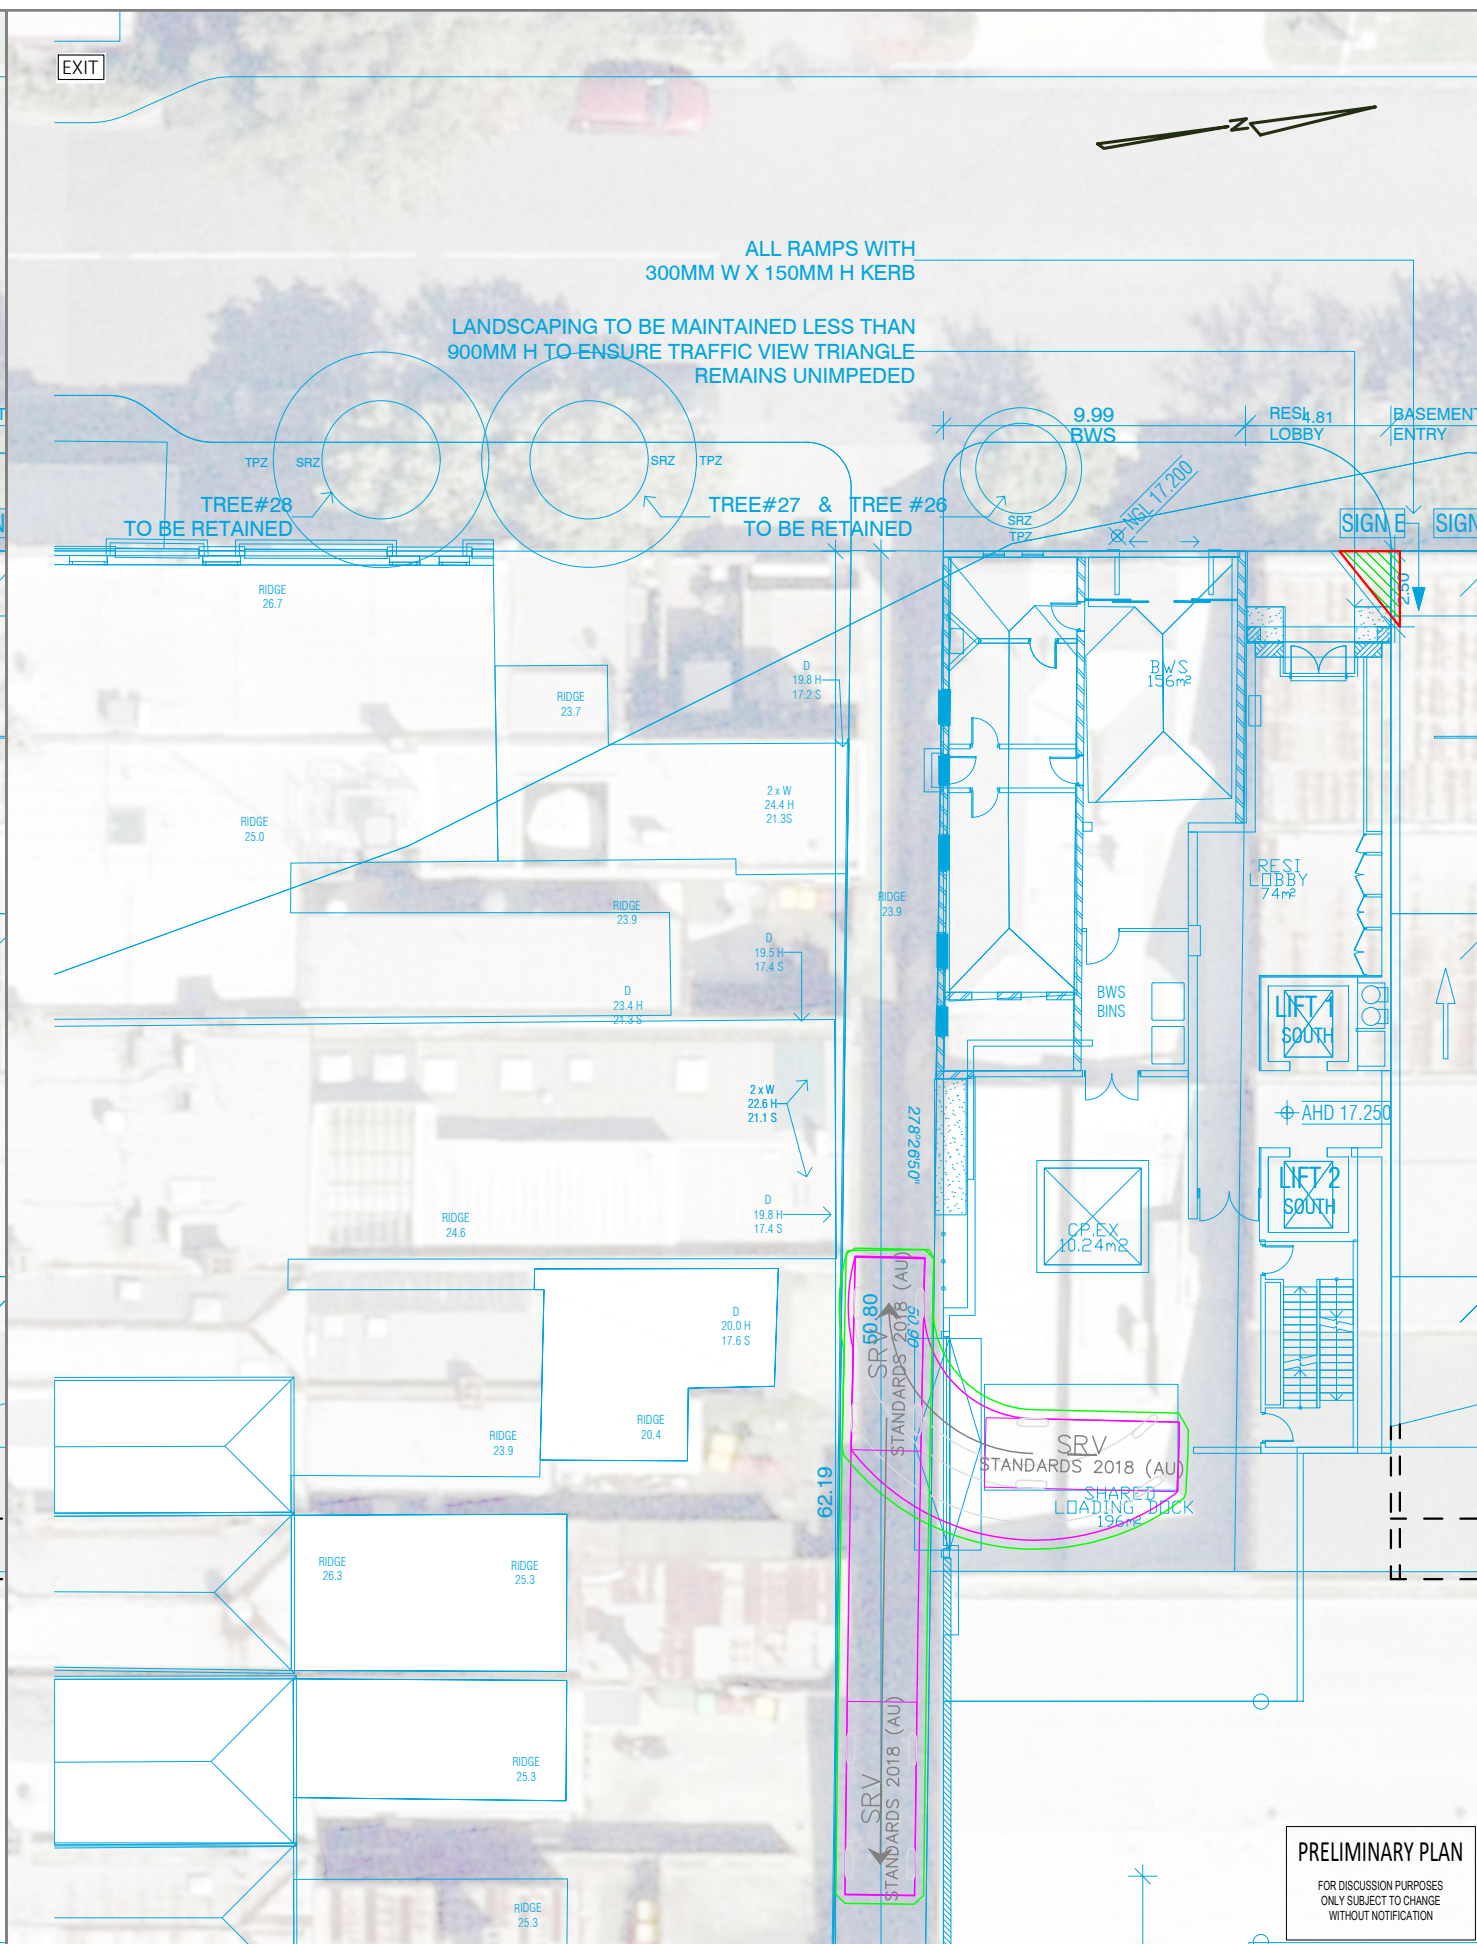 EXIT
N
ALL RAMPS WITH
300MM W X 150MM H KERB
LANDSCAPING TO BE MAINTAINED LESS THAN
900MM H TO ENSURE TRAFFIC VIEW TRIANGLE
REMAINS UNIMPEDED
9.99
BWS
RESI
LOBBY
4.81
BASEMENT
ENTRY
TPZ
SRZ
SRZ
TPZ
TREE#28
TO BE RETAINED
TREE#27 & TREE #26
TO BE RETAINED
SRZ
TPZ
NGL 17.200
SIGN E
SIGN
2.50
RIDGE
26.7
RIDGE
23.7
D
19.8 H
17.2 S
BWS
156m²
2 x W
24.4 H
21.3S
RIDGE
25.0
RESI
LOBBY
74m²
RIDGE
23.9
RIDGE
23.9
D
19.5 H
17.4 S
D
23.4 H
21.3 S
BWS
BINS
LIFT 1
SOUTH
2 x W
22.6 H
21.1 S
278°26'50"
AHD 17.250
LIFT 2
SOUTH
D
19.8 H
17.4 S
RIDGE
24.6
CP.EX
10.24m2
50.80
50.90
SRV
STANDARDS 2018 (AU)
D
20.0 H
17.6 S
RIDGE
20.4
RIDGE
23.9
SRV
STANDARDS 2018 (AU)
SHARED
LOADING DOCK
196m²
62.19
RIDGE
26.3
RIDGE
25.3
SRV
STANDARDS 2018 (AU)
RIDGE
25.3
RIDGE
25.3
PRELIMINARY PLAN
FOR DISCUSSION PURPOSES
ONLY SUBJECT TO CHANGE
WITHOUT NOTIFICATION